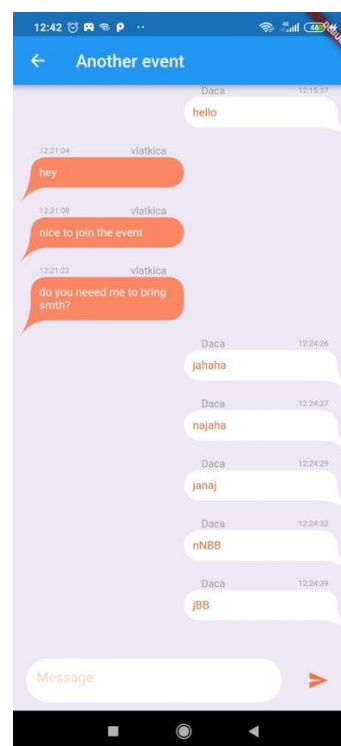 12:42
46
Another event
Daca 12:15:37
hello
12:21:04 vlatkica
hey
12:21:08 vlatkica
nice to join the event
12:21:22 vlatkica
do you neeed me to bring
smth?
Daca 12:24:26
jahaha
Daca 12:24:27
najaha
Daca 12:24:29
janaj
Daca 12:24:32
nNBB
Daca 12:24:39
jBB
Message